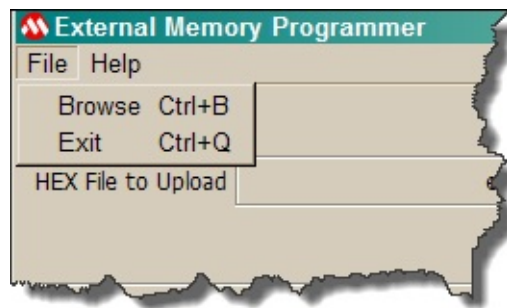 External Memory Programmer
File Help
Browse Ctrl+B
Exit Ctrl+Q
HEX File to Upload